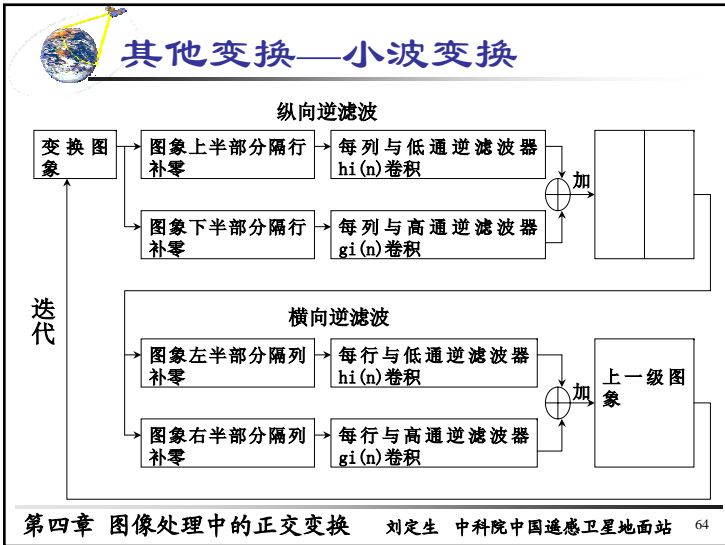 其他变换—小波变换
纵向逆滤波
变换图
象
图象上半部分隔行
补零
每列与低通逆滤波器
hi(n)卷积
加
图象下半部分隔行
补零
每列与高通逆滤波器
gi(n)卷积
迭
代
横向逆滤波
图象左半部分隔列
补零
每行与低通逆滤波器
hi(n)卷积
加
上一级图
象
图象右半部分隔列
补零
每行与高通逆滤波器
gi(n)卷积
第四章 图像处理中的正交变换 刘定生 中科院中国遥感卫星地面站 64